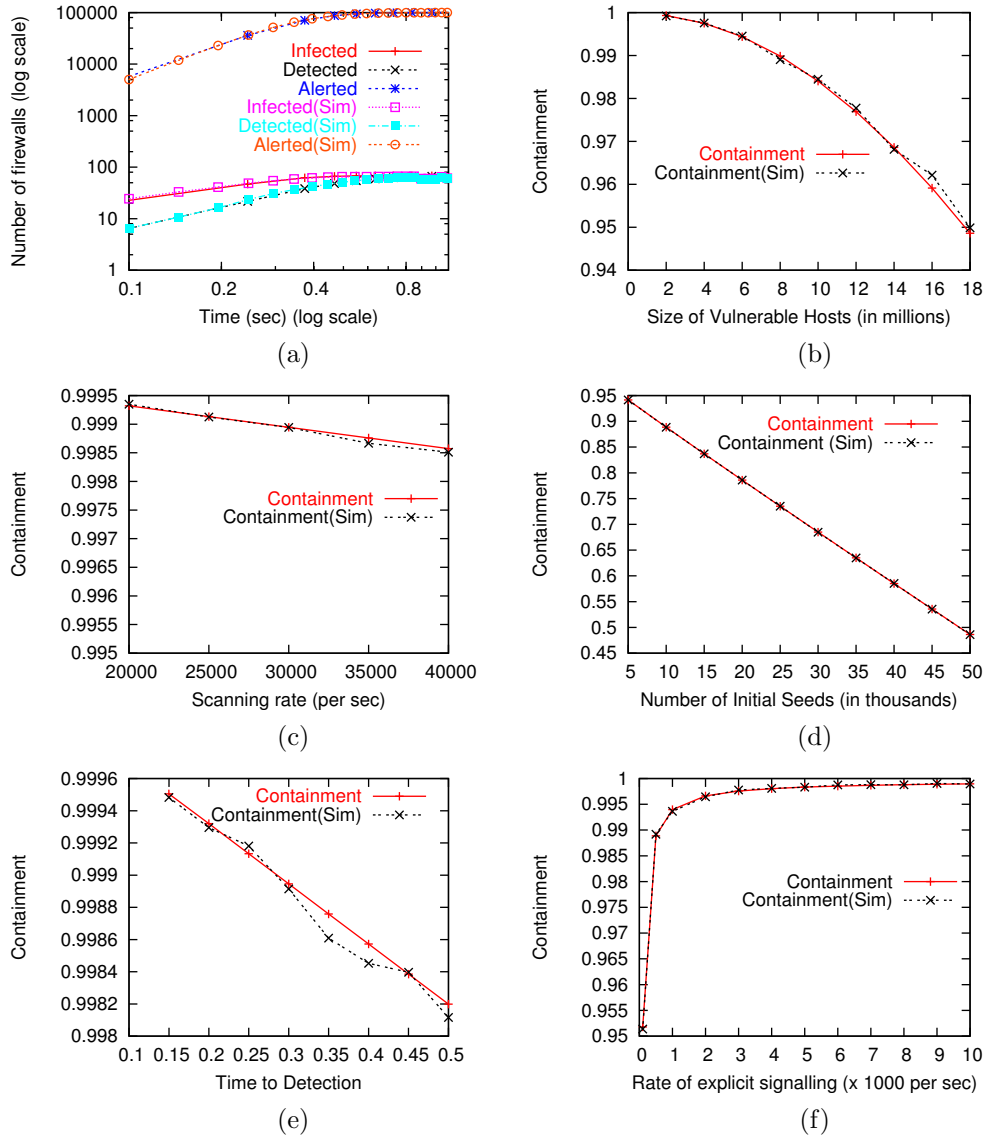 Number of firewalls (log scale)
100000
10000
1000
100
10
1
Infected
Detected
Alerted
Infected(Sim)
Detected(Sim)
Alerted(Sim)
0.1 0.2 0.4 0.8
Time (sec) (log scale)
(a)
Containment
1
0.99
0.98
0.97
0.96
0.95
0.94
Containment
Containment(Sim)
0 2 4 6 8 10 12 14 16 18
Size of Vulnerable Hosts (in millions)
(b)
Containment
0.9995
0.999
0.9985
0.998
0.9975
0.997
0.9965
0.996
0.9955
0.995
Containment
Containment(Sim)
20000 25000 30000 35000 40000
Scanning rate (per sec)
(c)
Containment
0.95
0.9
0.85
0.8
0.75
0.7
0.65
0.6
0.55
0.5
0.45
Containment
Containment (Sim)
5 10 15 20 25 30 35 40 45 50
Number of Initial Seeds (in thousands)
(d)
Containment
0.9996
0.9994
0.9992
0.999
0.9988
0.9986
0.9984
0.9982
0.998
Containment
Containment(Sim)
0.1 0.15 0.2 0.25 0.3 0.35 0.4 0.45 0.5
Time to Detection
(e)
Containment
1
0.995
0.99
0.985
0.98
0.975
0.97
0.965
0.96
0.955
0.95
Containment
Containment(Sim)
0 1 2 3 4 5 6 7 8 9 10
Rate of explicit signalling (x 1000 per sec)
(f)